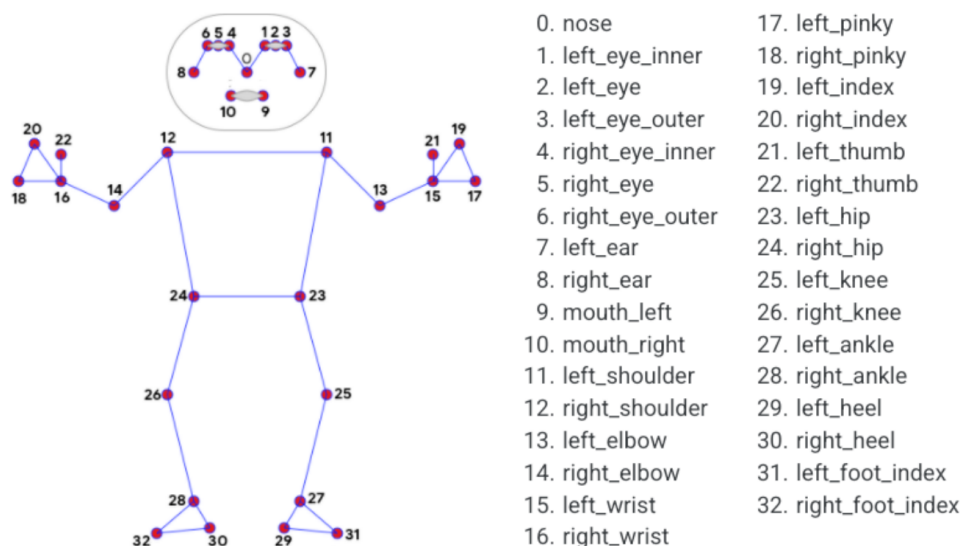 6 5 4 1 2 3
0
8 7
10 9
20 22 12 11 21 19
18 16 14 13 15 17
24 23
26 25
28 27
32 30 29 31
0. nose
1. left_eye_inner
2. left_eye
3. left_eye_outer
4. right_eye_inner
5. right_eye
6. right_eye_outer
7. left_ear
8. right_ear
9. mouth_left
10. mouth_right
11. left_shoulder
12. right_shoulder
13. left_elbow
14. right_elbow
15. left_wrist
16. right_wrist
17. left_pinky
18. right_pinky
19. left_index
20. right_index
21. left_thumb
22. right_thumb
23. left_hip
24. right_hip
25. left_knee
26. right_knee
27. left_ankle
28. right_ankle
29. left_heel
30. right_heel
31. left_foot_index
32. right_foot_index